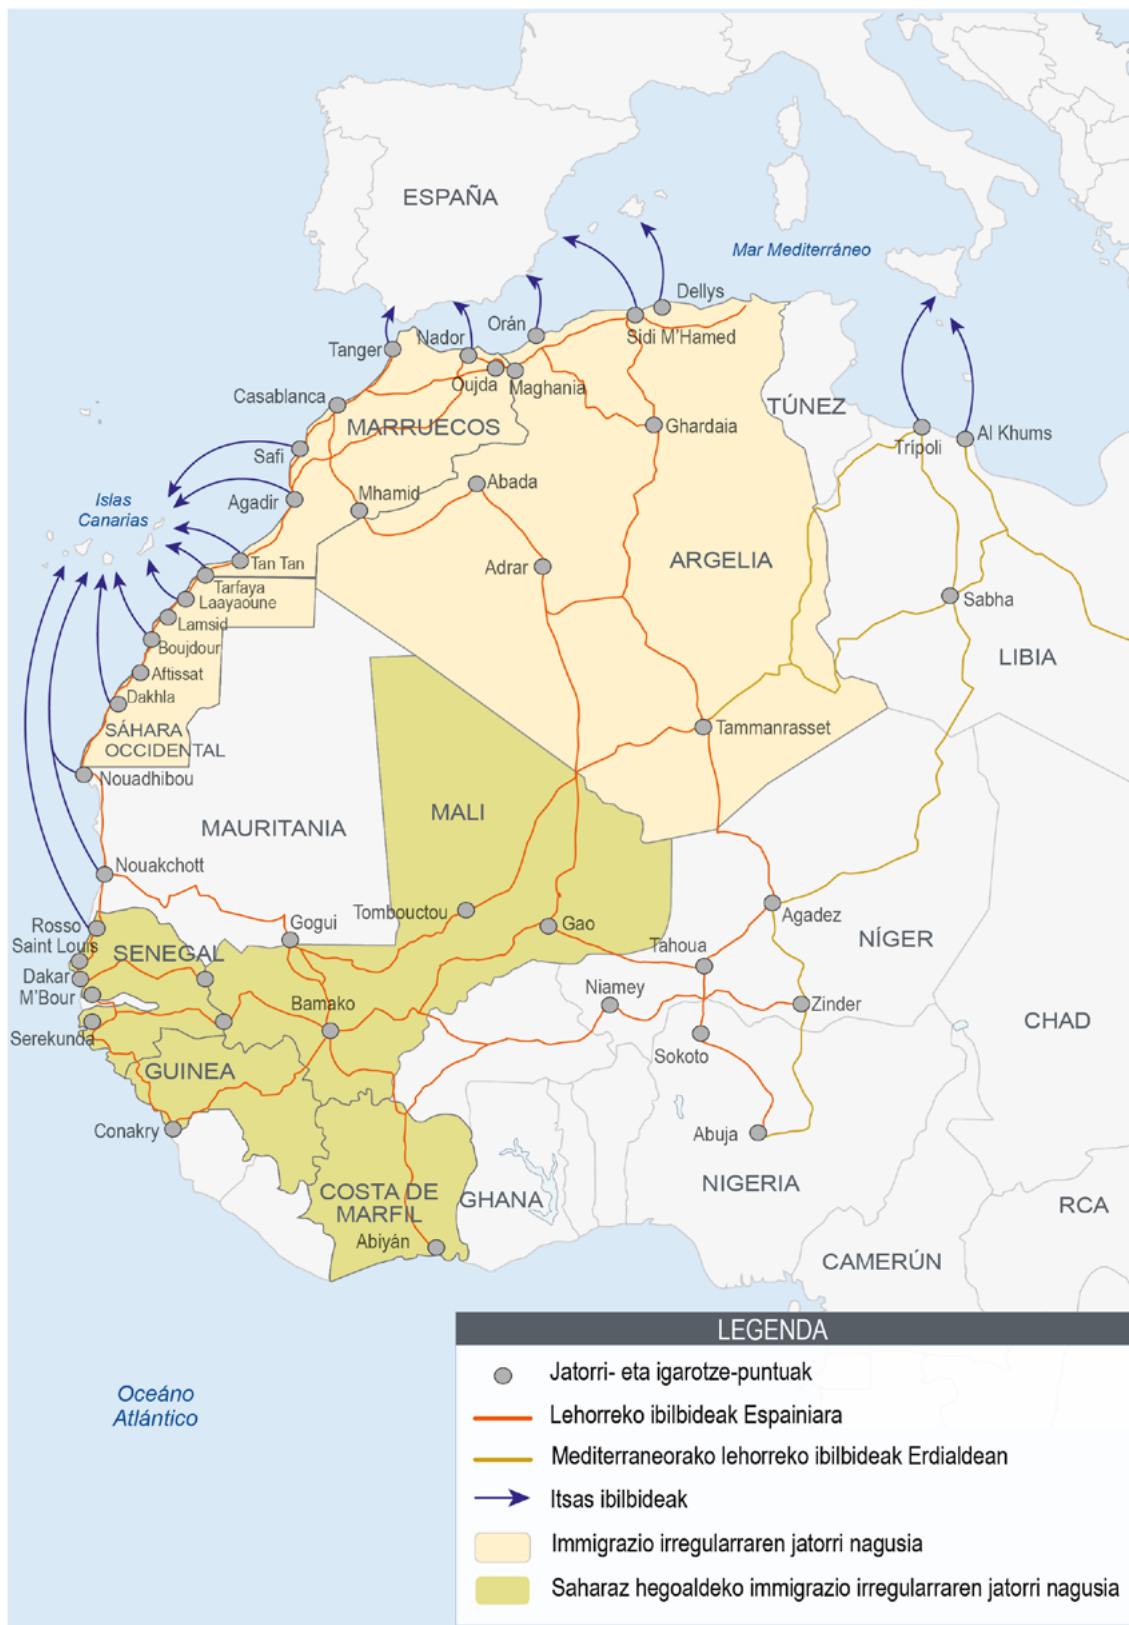 ESPAÑA
Mar Mediterráneo
Dellys
Orán
Sidi M'Hamed
Nador
Tanger
Oujda
Maghania
Casablanca
TÚNEZ
MARRUECOS
Ghardaia
Safi
Trípoli
Al Khums
Islas
Canarias
Agadir
Mhamid
Abada
ARGELIA
Tan Tan
Adrar
Tarfaya
Laayaoune
Sabha
Lamsid
Boujdour
LIBIA
Aftissat
Dakhla
SÁHARA
OCCIDENTAL
Tammanrasset
Nouadhibou
MALI
MAURITANIA
Nouakchott
Tombouctou
Agadez
Rosso
Gogui
Gao
Saint Louis
SENEGAL
NÍGER
Tahoua
Dakar
M'Bour
Niamey
Bamako
Zinder
CHAD
Serekunda
Sokoto
GUINEA
Conakry
Abuja
COSTA DE
MARFIL
GHANA
NIGERIA
RCA
Abiyán
CAMERÚN
Oceáno
Atlántico
LEGENDA
Jatorri- eta igarotze-puntuak
Lehorreko ibilbideak Espainiara
Mediterraneorako lehorreko ibilbideak Erdialdean
Itsas ibilbideak
Immigrazio irregularraren jatorri nagusia
Saharaz hegoaldeko immigrazio irregularraren jatorri nagusia